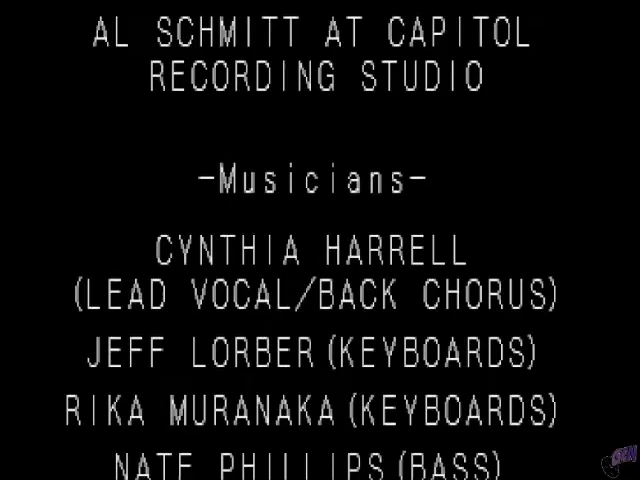 AL SCHMITT AT CAPITOL
RECORDING STUDIO
-Musicians-
CYNTHIA HARRELL
(LEAD VOCAL/BACK CHORUS)
JEFF LORBER(KEYBOARDS)
RIKA MURANAKA(KEYBOARDS)
NATE PHILLIPS(BASS)